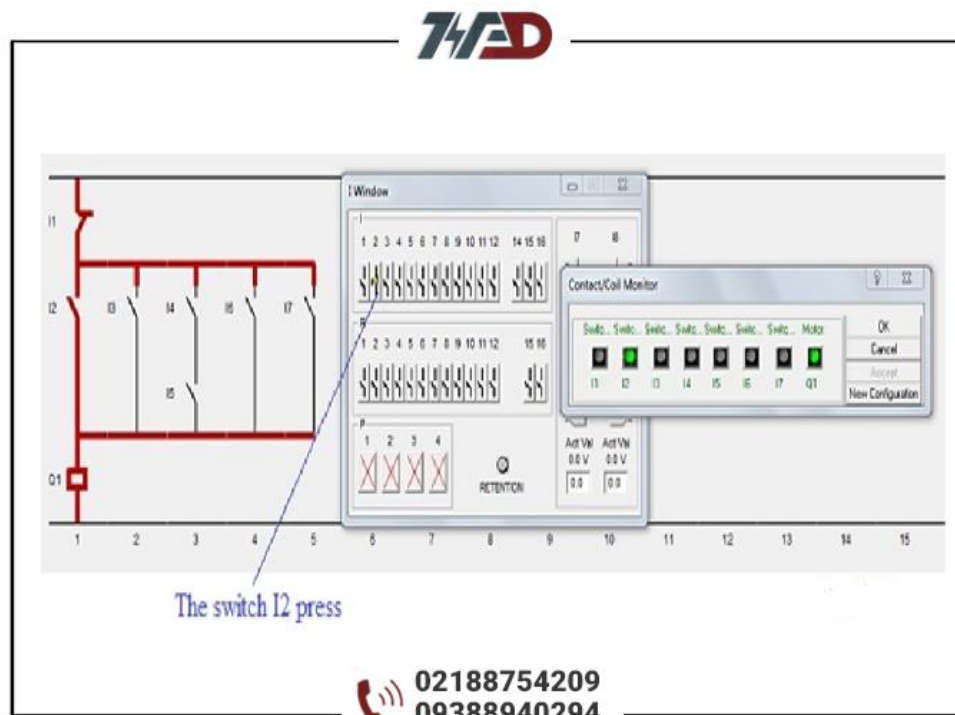 I Window
I
1 2 3 4 5 6 7 8 9 10 11 12 14 15 16
I7 I8
R
1 2 3 4 5 6 7 8 9 10 11 12 15 16
P
1 2 3 4
RETENTION
Act Val Act Val
0.0 V 0.0 V
0.0 0.0
Contact/Coil Monitor
Switc... Switc... Switc... Switc... Switc... Switc... Switc... Motor
I1 I2 I3 I4 I5 I6 I7 Q1
OK
Cancel
Accept
New Configuration
I1
I2 I3 I4 I6 I7
I5
Q1
1 2 3 4 5 6 7 8 9 10 11 12 13 14 15
The switch I2 press
02188754209
09388940294